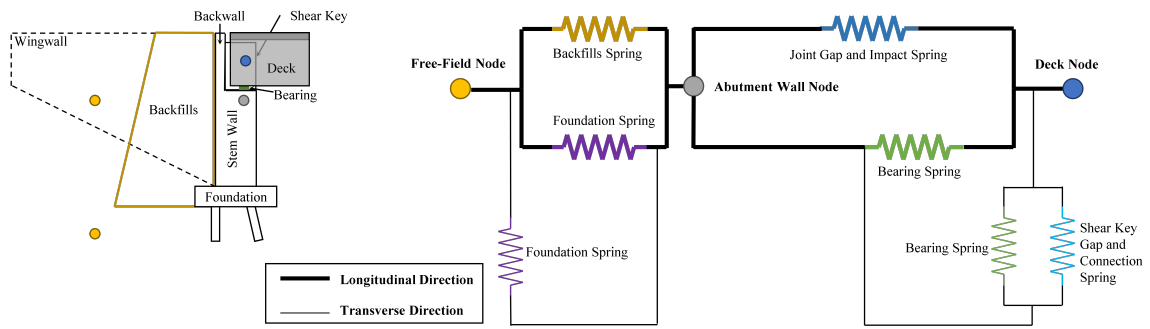 Backwall
Shear Key
Wingwall
Deck
Bearing
Backfills
Stem Wall
Foundation
Backfills Spring
Joint Gap and Impact Spring
Free-Field Node
Abutment Wall Node
Deck Node
Foundation Spring
Bearing Spring
Foundation Spring
Bearing Spring
Shear Key
Gap and
Connection
Spring
Longitudinal Direction
Transverse Direction